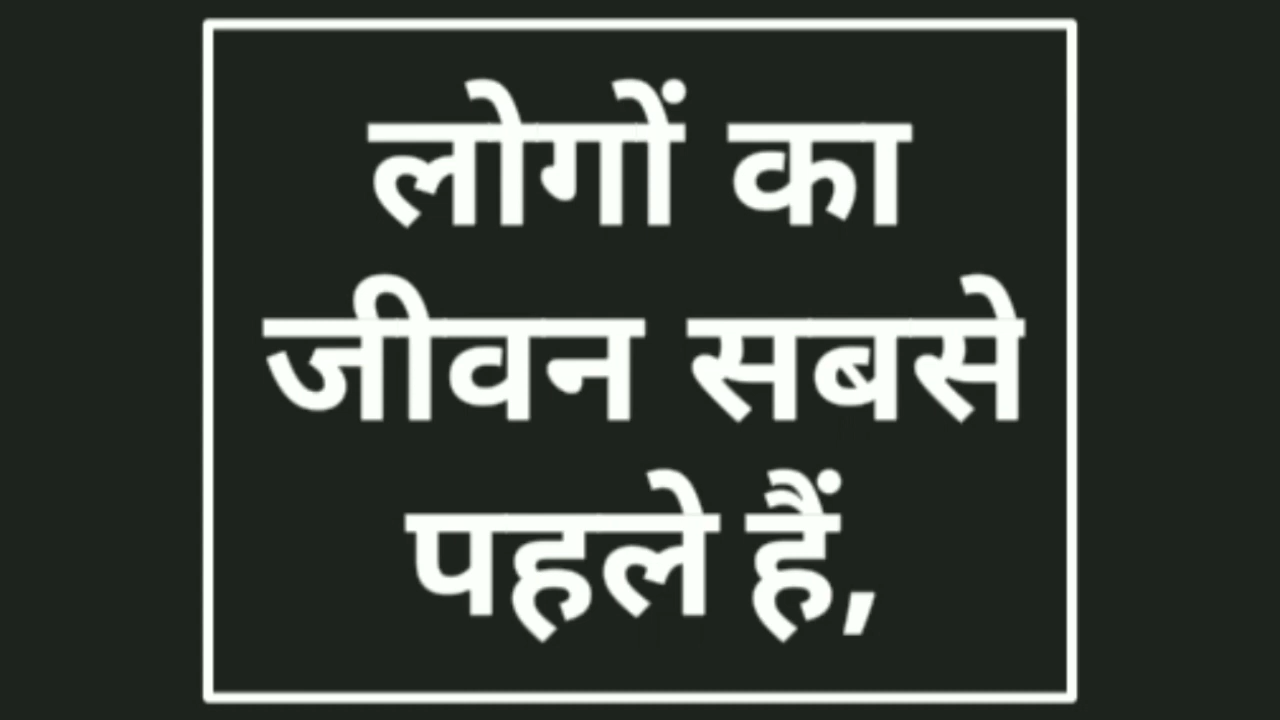 लोगों का
जीवन सबसे
पहले हैं,